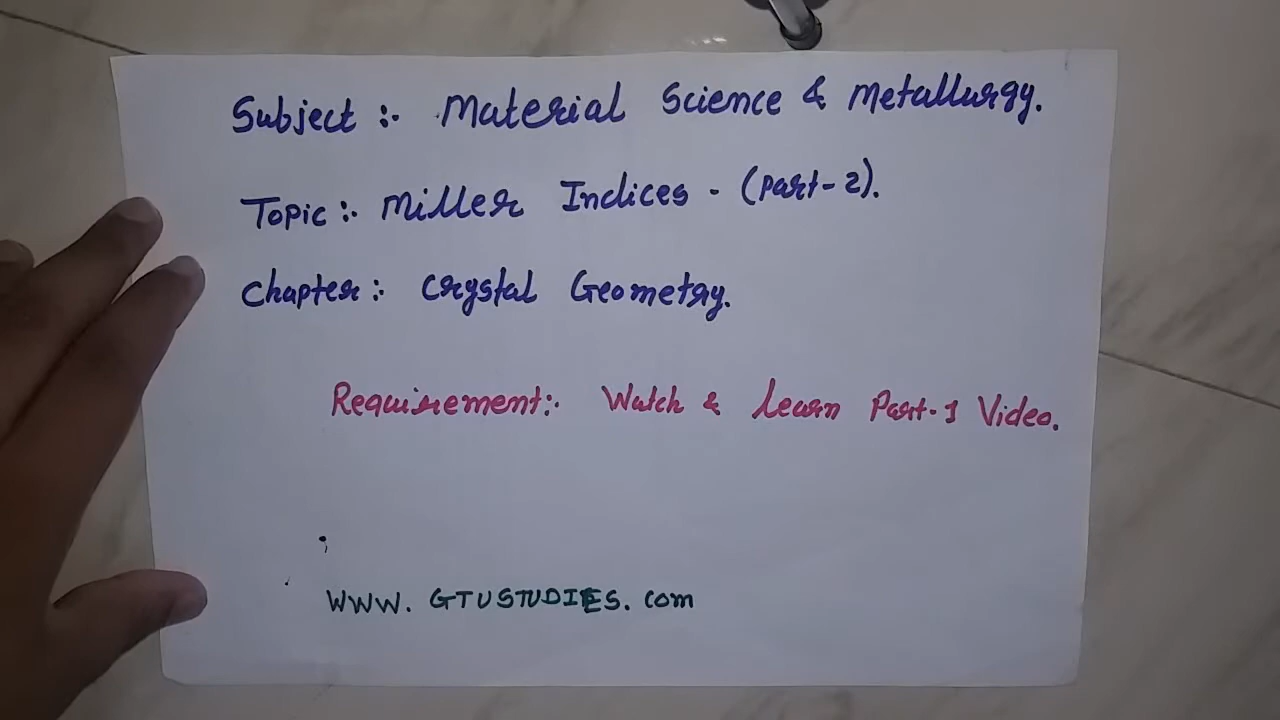 Subject :- Material Science & Metallurgy.
Topic :- Miller Indices - (Part-2).
Chapter :- Crystal Geometry.
Requirement :- Watch & Learn Part-1 Video.
WWW. GTUSTUDIES. com